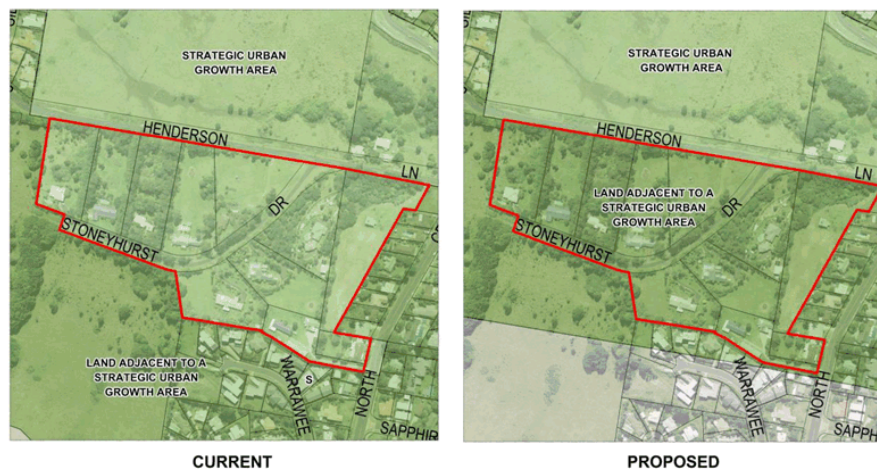 STRATEGIC URBAN
GROWTH AREA
HENDERSON
LN
DR
STONEYHURST
LAND ADJACENT TO A
STRATEGIC URBAN
GROWTH AREA
WARRAWEE
S
NORTH
SAPPHIR
CURRENT
STRATEGIC URBAN
GROWTH AREA
HENDERSON
LN
LAND ADJACENT TO A
STRATEGIC URBAN
GROWTH AREA
DR
STONEYHURST
WARRAWEE
NORTH
SAPPHI
PROPOSED